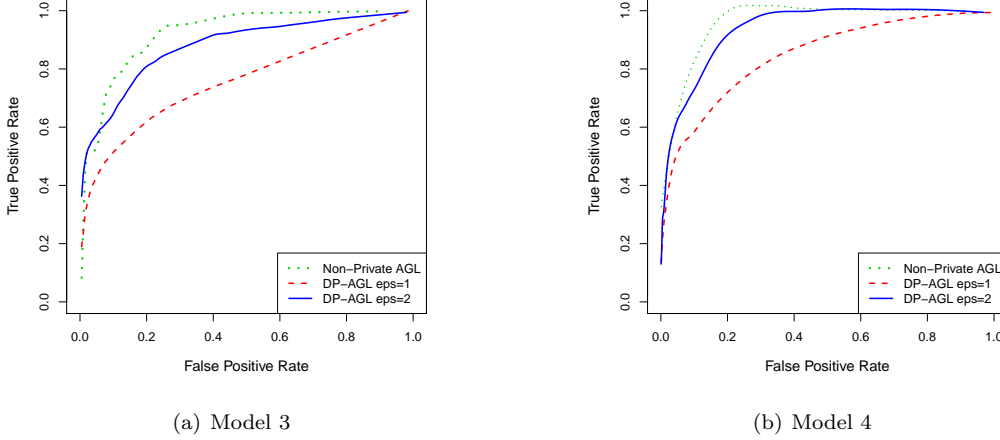 True Positive Rate
1.0
0.8
0.6
0.4
0.2
0.0
Non−Private AGL
DP−AGL eps=1
DP−AGL eps=2
0.0 0.2 0.4 0.6 0.8 1.0
False Positive Rate
(a) Model 3
True Positive Rate
1.0
0.8
0.6
0.4
0.2
0.0
Non−Private AGL
DP−AGL eps=1
DP−AGL eps=2
0.0 0.2 0.4 0.6 0.8 1.0
False Positive Rate
(b) Model 4